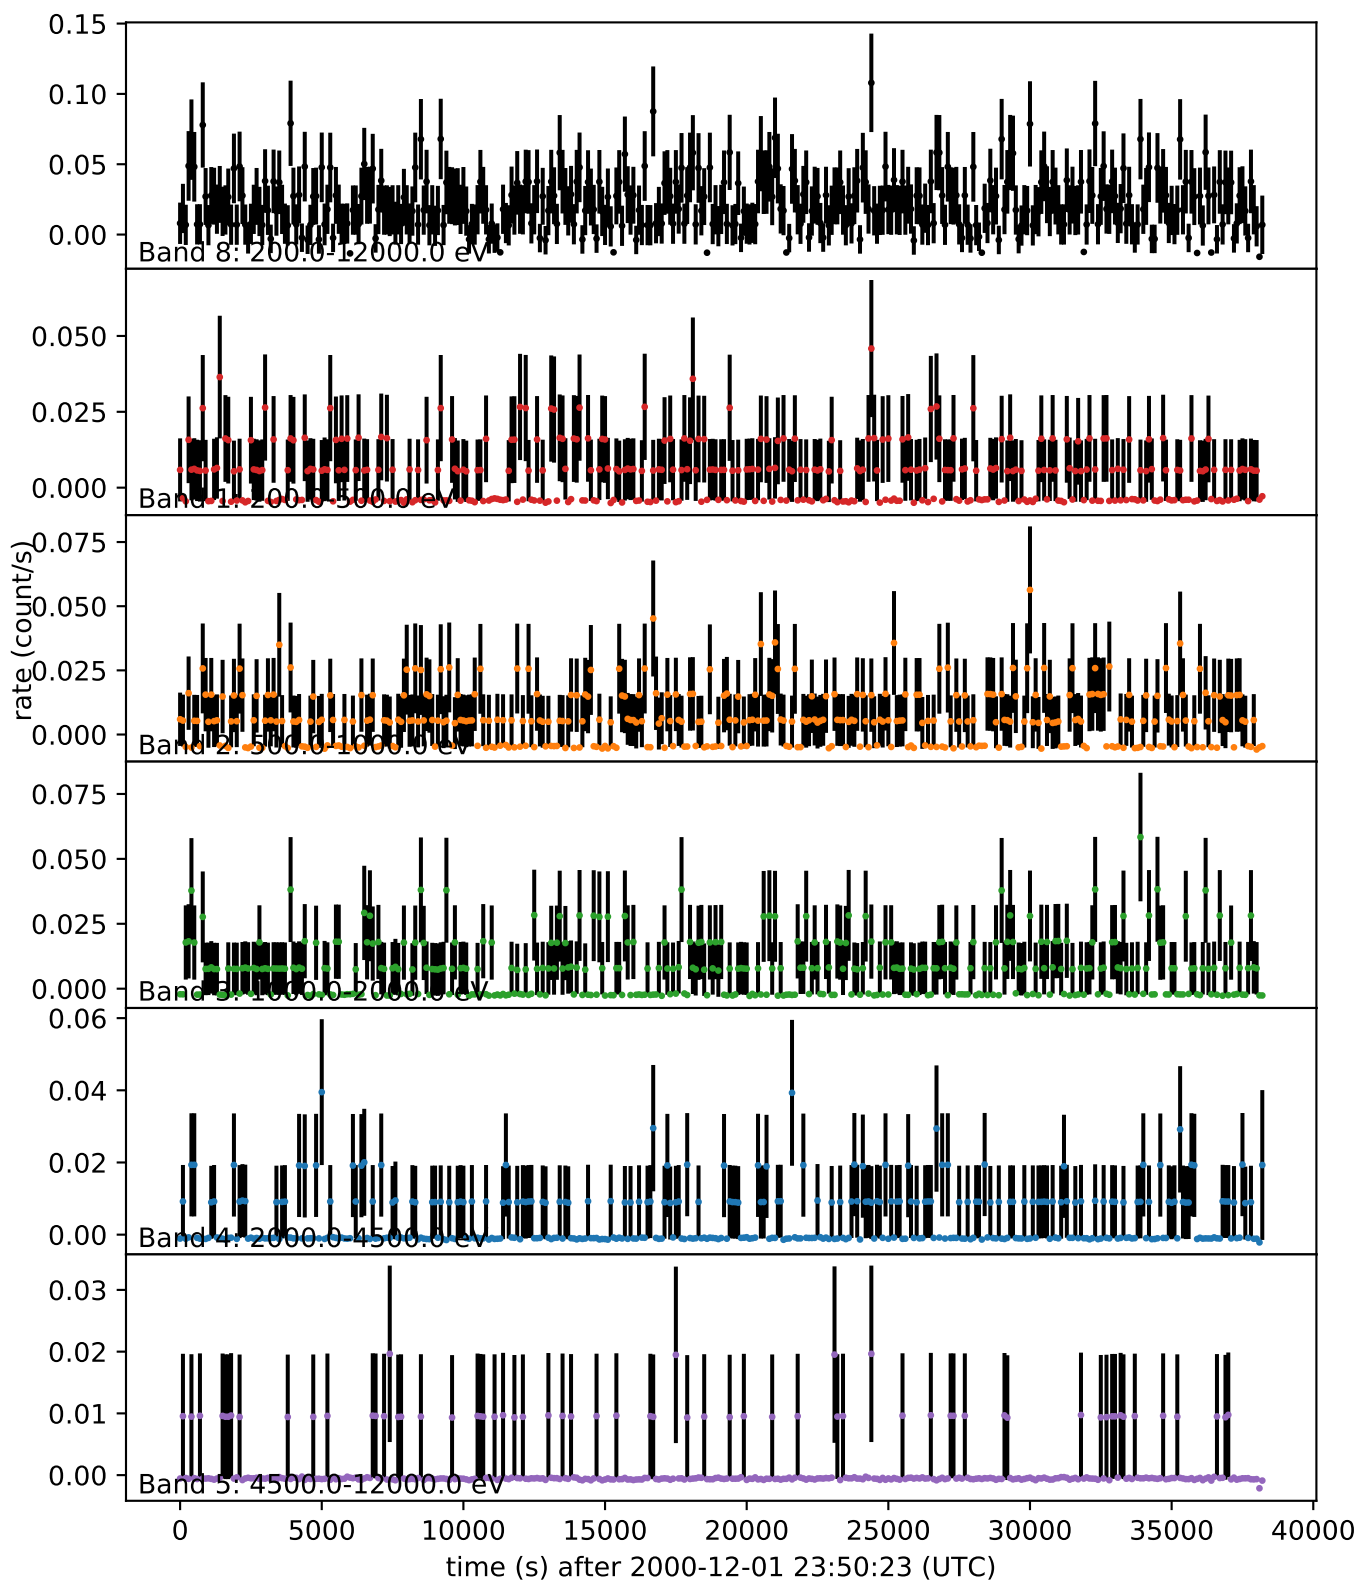 0.15
0.10
0.05
0.00
Band 8: 200.0-12000.0 eV
0.050
0.025
0.000
Band 1: 200.0-500.0 eV
rate (count/s)
0.075
0.050
0.025
0.000
Band 2: 500.0-1000.0 eV
0.075
0.050
0.025
0.000
Band 3: 1000.0-2000.0 eV
0.06
0.04
0.02
0.00
Band 4: 2000.0-4500.0 eV
0.03
0.02
0.01
0.00
Band 5: 4500.0-12000.0 eV
0 5000 10000 15000 20000 25000 30000 35000 40000
time (s) after 2000-12-01 23:50:23 (UTC)